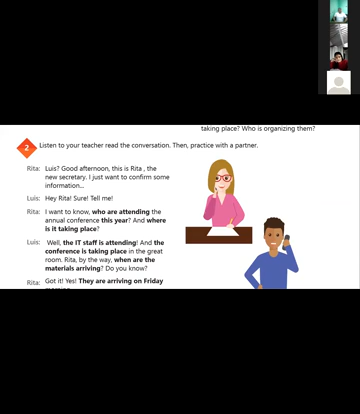 taking place? Who is organizing them?
2 Listen to your teacher read the conversation. Then, practice with a partner.
Rita: Luis? Good afternoon, this is Rita , the
new secretary. I just want to confirm some
information...
Luis: Hey Rita! Sure! Tell me!
Rita: I want to know, who are attending the
annual conference this year? And where
is it taking place?
Luis: Well, the IT staff is attending! And the
conference is taking place in the great
room. Rita, by the way, when are the
materials arriving? Do you know?
Rita: Got it! Yes! They are arriving on Friday